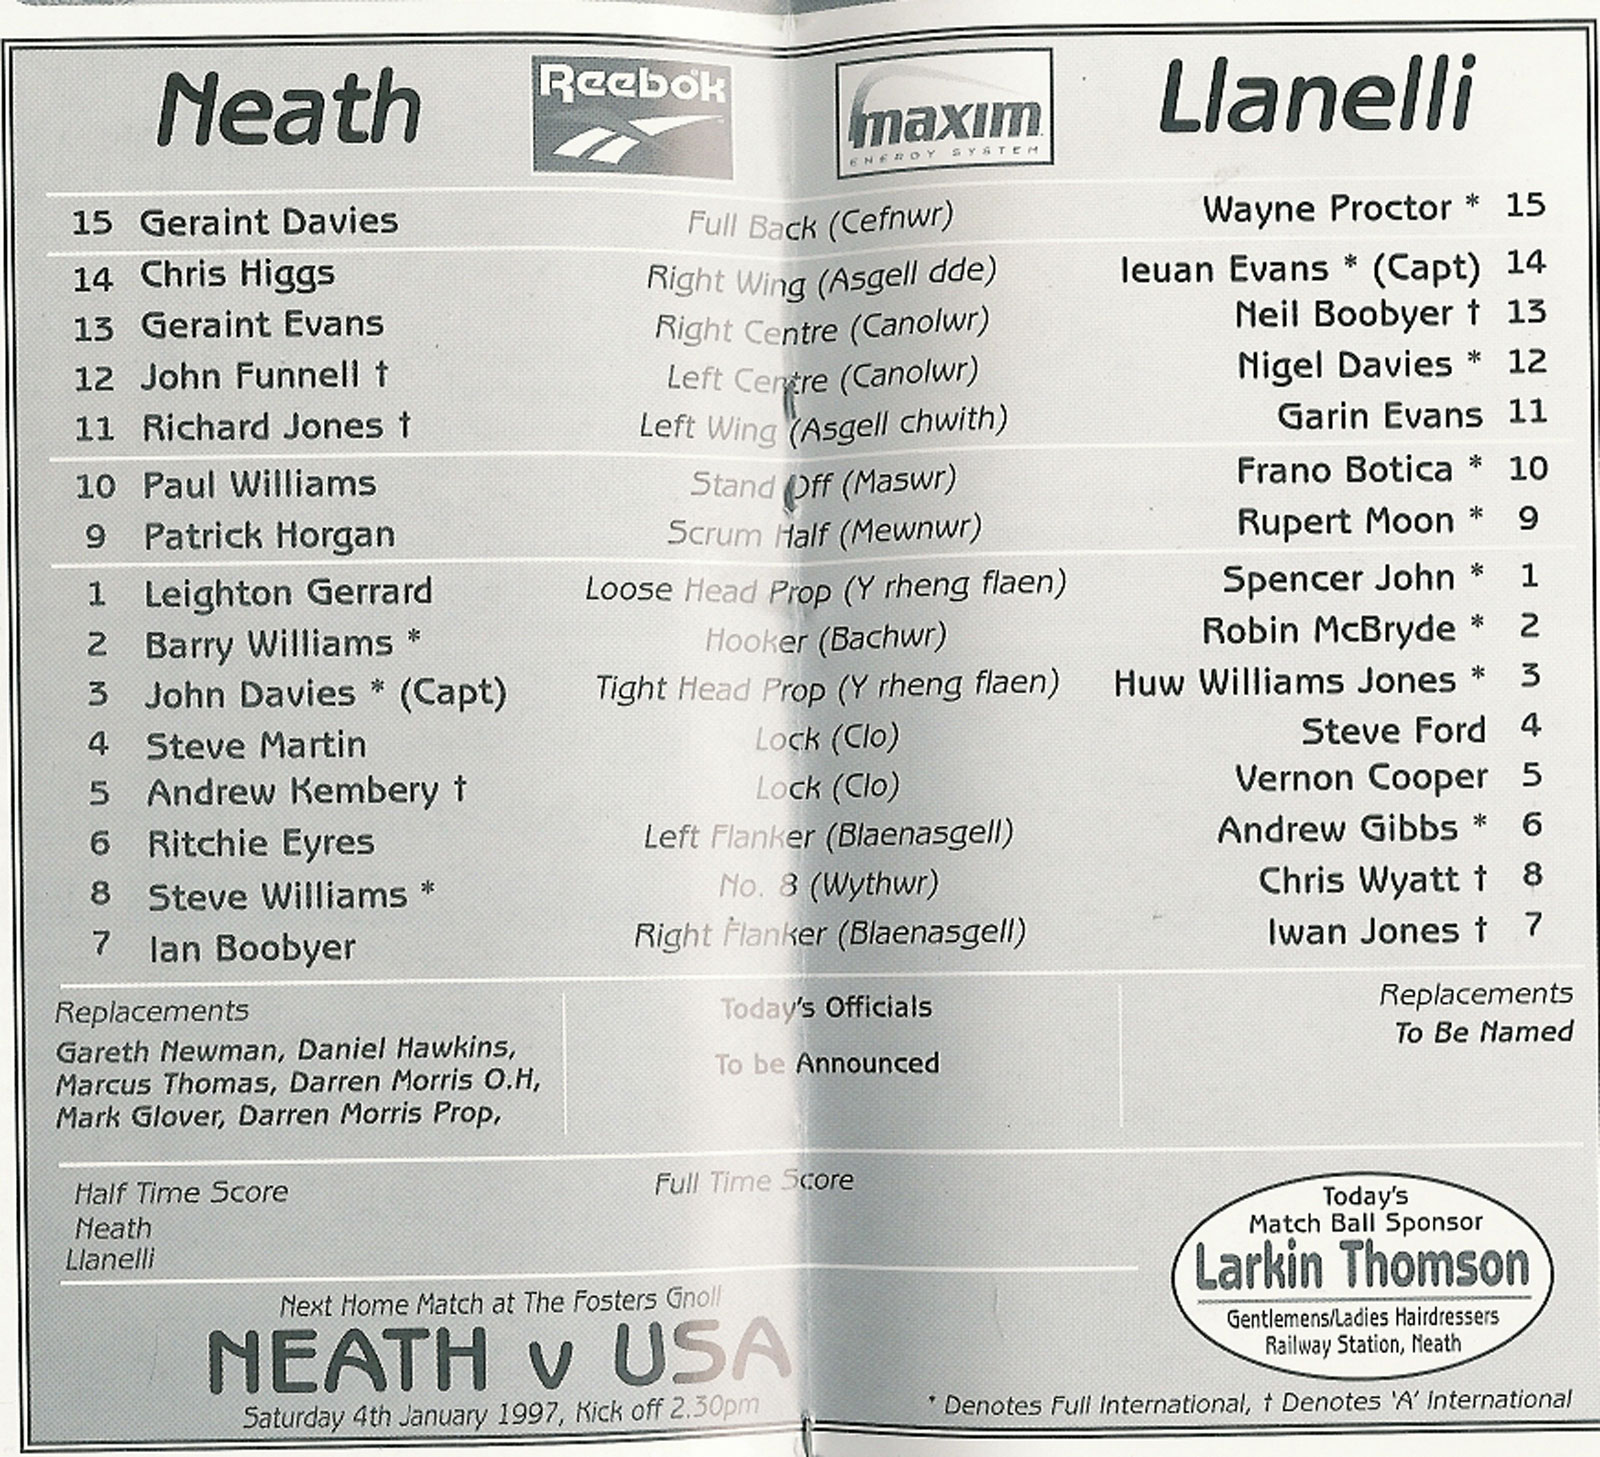 Neath Reebok maxim Llanelli
ENERGY SYSTEM
15 Geraint Davies Full Back (Cefnwr) Wayne Proctor * 15
14 Chris Higgs Right Wing (Asgell dde) Ieuan Evans * (Capt) 14
13 Geraint Evans Right Centre (Canolwr) Neil Boobyer † 13
12 John Funnell † Left Centre (Canolwr) Nigel Davies * 12
11 Richard Jones † Left Wing (Asgell chwith) Garin Evans 11
10 Paul Williams Stand Off (Maswr) Frano Botica * 10
9 Patrick Horgan Scrum Half (Mewnwr) Rupert Moon * 9
1 Leighton Gerrard Loose Head Prop (Y rheng flaen) Spencer John * 1
2 Barry Williams * Hooker (Bachwr) Robin McBryde * 2
3 John Davies * (Capt) Tight Head Prop (Y rheng flaen) Huw Williams Jones * 3
4 Steve Martin Lock (Clo) Steve Ford 4
5 Andrew Kembery † Lock (Clo) Vernon Cooper 5
6 Ritchie Eyres Left Flanker (Blaenasgell) Andrew Gibbs * 6
8 Steve Williams * No. 8 (Wythwr) Chris Wyatt † 8
7 Ian Boobyer Right Flanker (Blaenasgell) Iwan Jones † 7
Replacements
Gareth Newman, Daniel Hawkins,
Marcus Thomas, Darren Morris O.H,
Mark Glover, Darren Morris Prop,
Today's Officials
To be Announced
Replacements
To Be Named
Half Time Score Full Time Score
Neath
Llanelli
Next Home Match at The Fosters Gnoll
NEATH v USA
Saturday 4th January 1997, Kick off 2.30pm
Today's
Match Ball Sponsor
Larkin Thomson
Gentlemens/Ladies Hairdressers
Railway Station, Neath
* Denotes Full International, † Denotes 'A' International